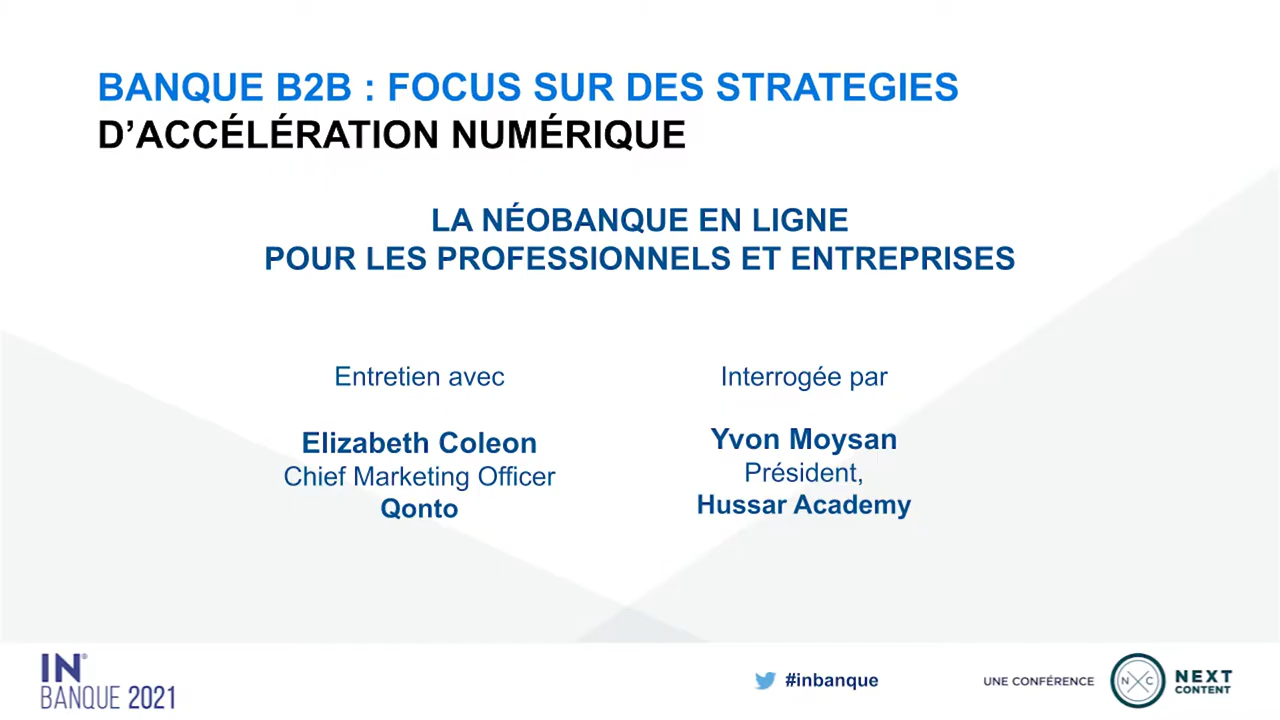 BANQUE B2B : FOCUS SUR DES STRATEGIES
D’ACCÉLÉRATION NUMÉRIQUE
LA NÉOBANQUE EN LIGNE
POUR LES PROFESSIONNELS ET ENTREPRISES
Entretien avec
Elizabeth Coleon
Chief Marketing Officer
Qonto
Interrogée par
Yvon Moysan
Président,
Hussar Academy
IN®
BANQUE 2021
#inbanque
UNE CONFÉRENCE
N C
NEXT
CONTENT